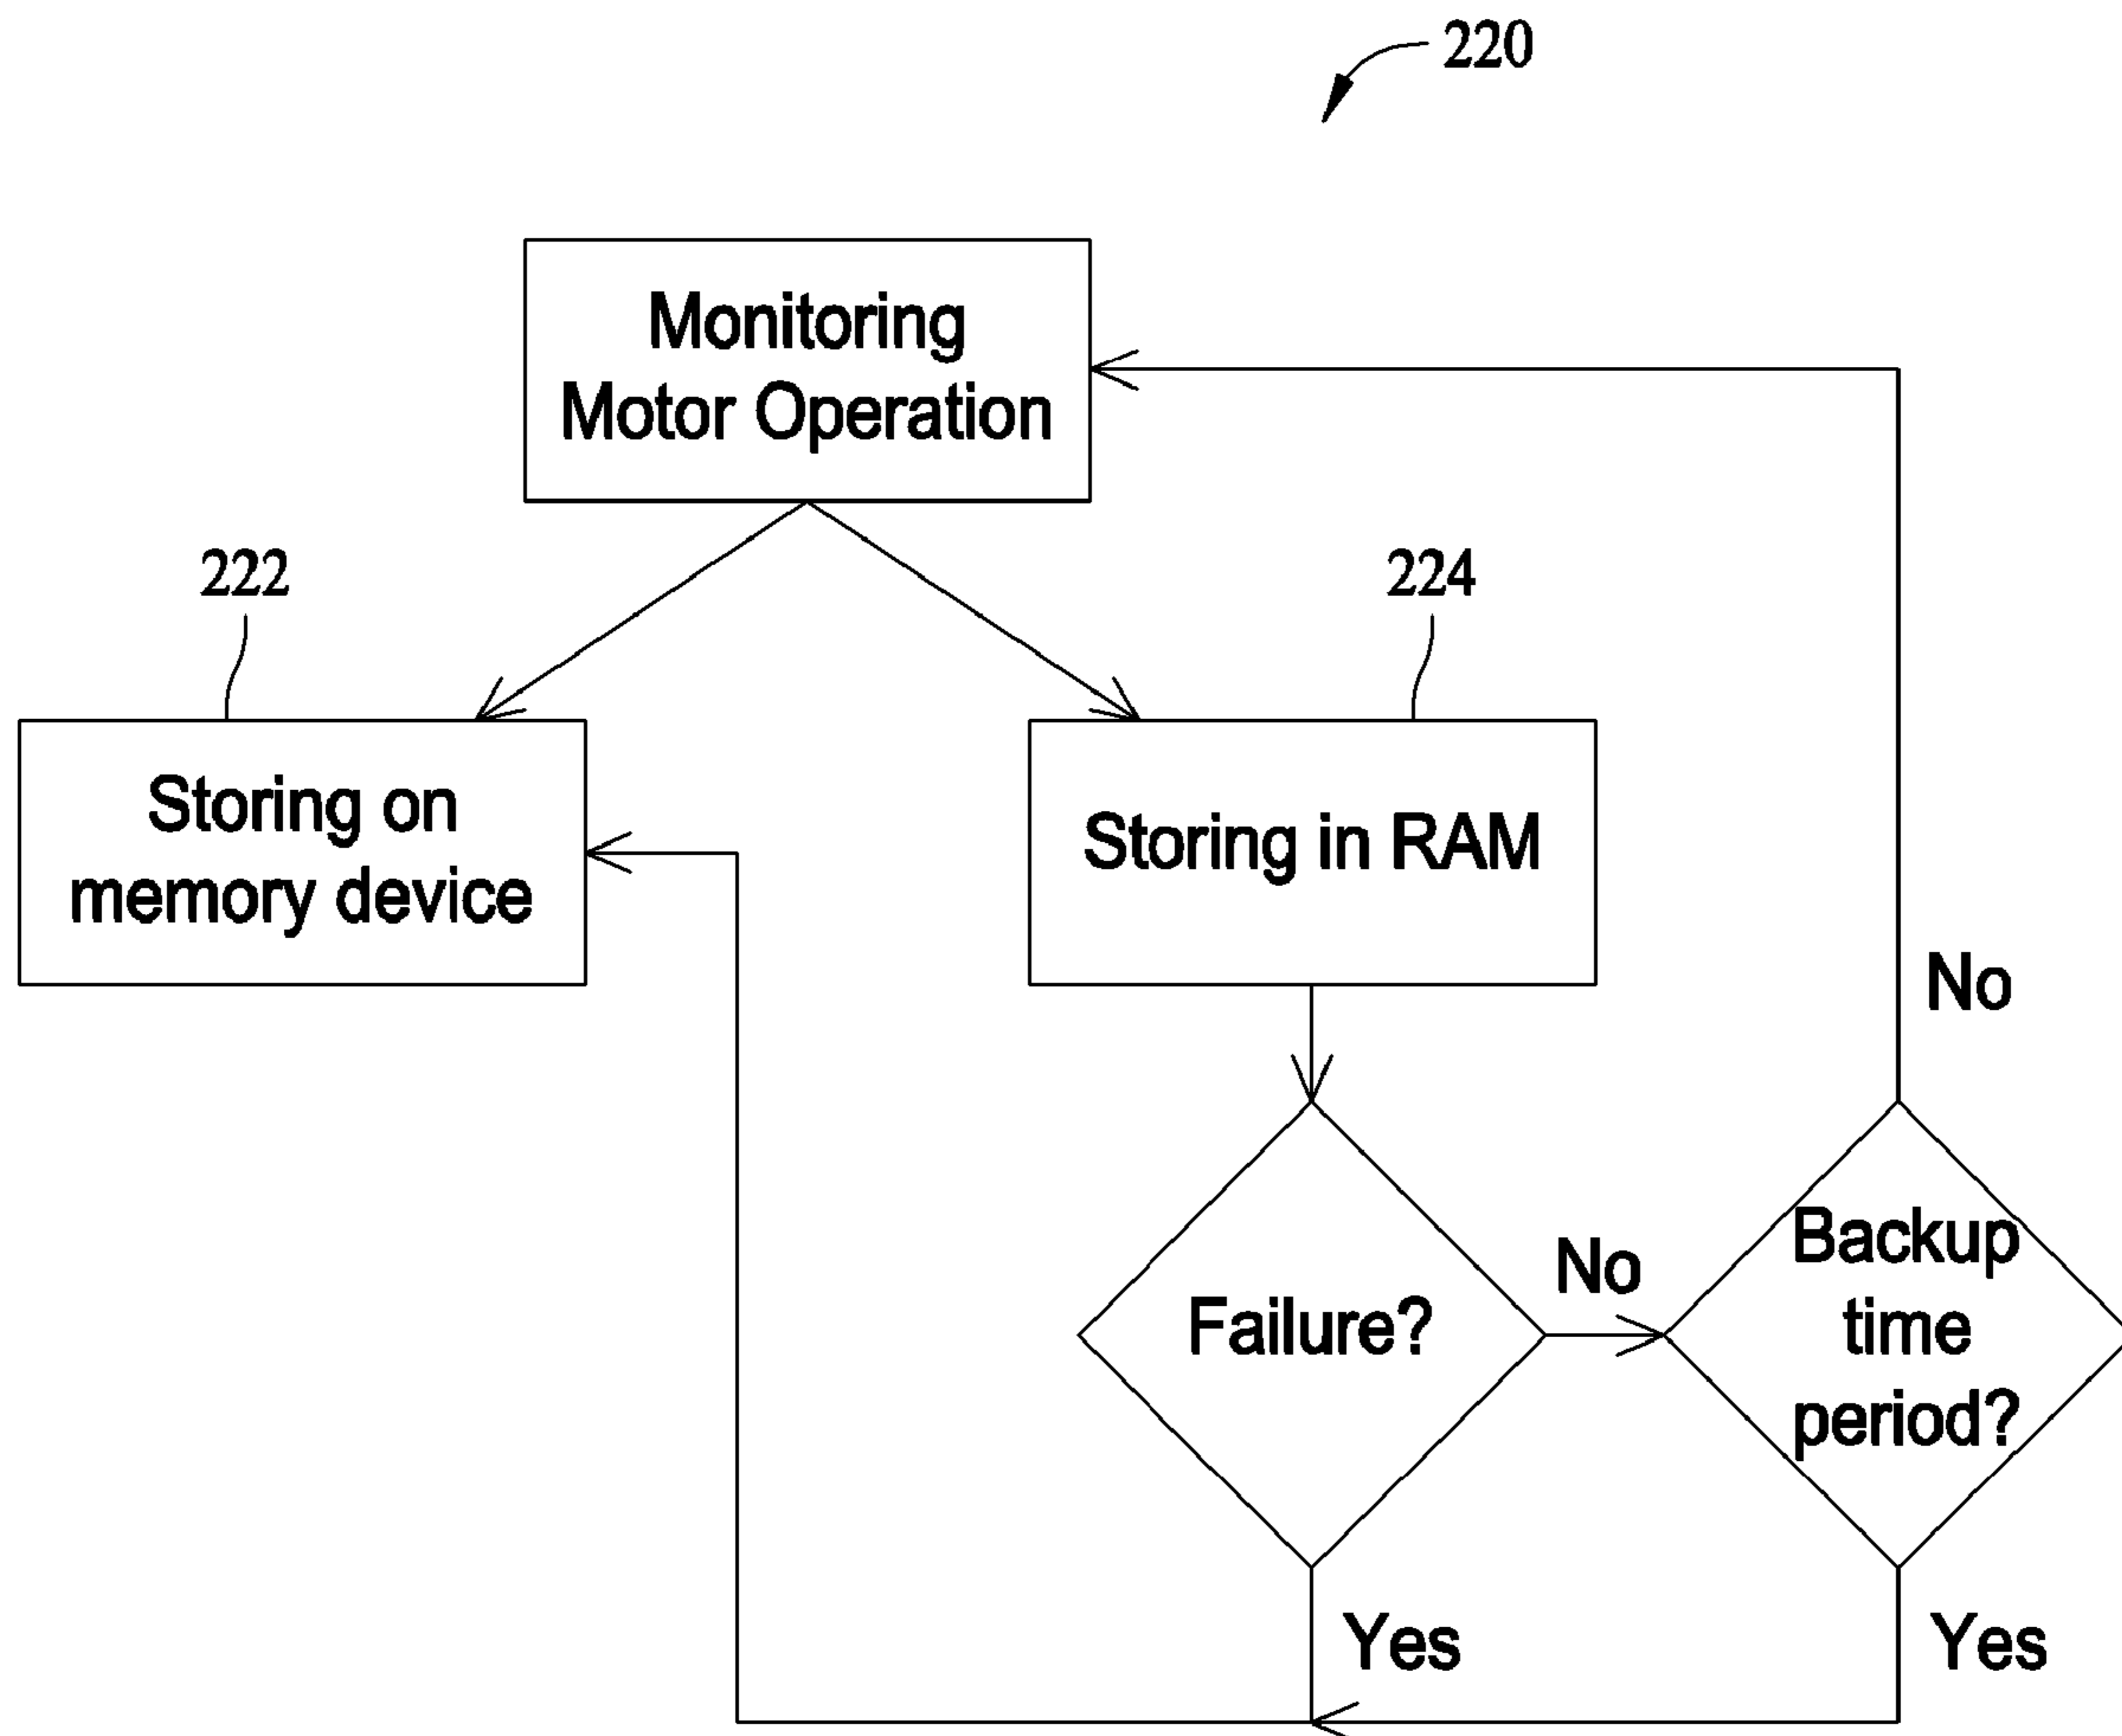 220
Monitoring
Motor Operation
222
224
Storing on
memory device
Storing in RAM
No
Failure?
No
Backup
time
period?
Yes
Yes